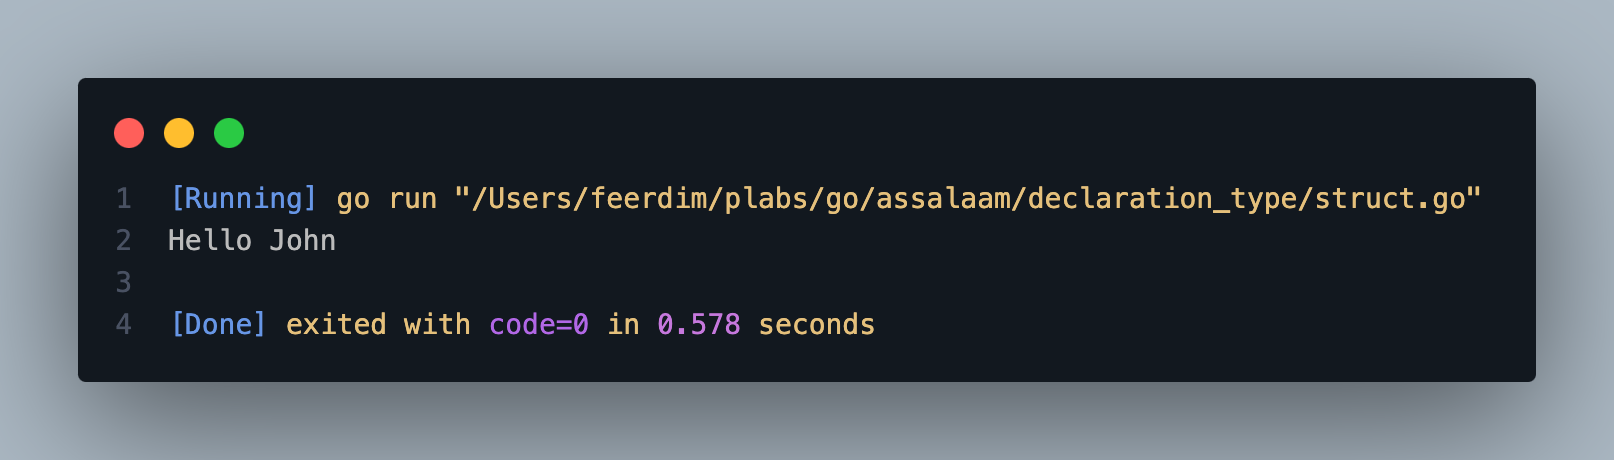 1 [Running] go run "/Users/feerdim/plabs/go/assalaam/declaration_type/struct.go"
2 Hello John
3
4 [Done] exited with code=0 in 0.578 seconds